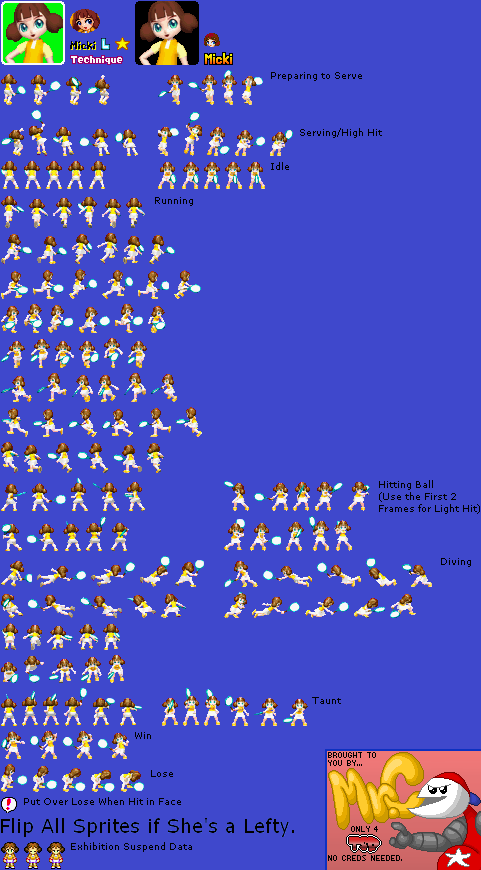 Micki L
Technique
Micki
Preparing to Serve
Serving/High Hit
Idle
Running
Hitting Ball
(Use the First 2
Frames for Light Hit)
Diving
Taunt
Win
Lose
Put Over Lose When Hit in Face
Flip All Sprites if She's a Lefty.
Exhibition Suspend Data
BROUGHT TO
YOU BY...
Mr. C
ONLY 4
NO CREDS NEEDED.